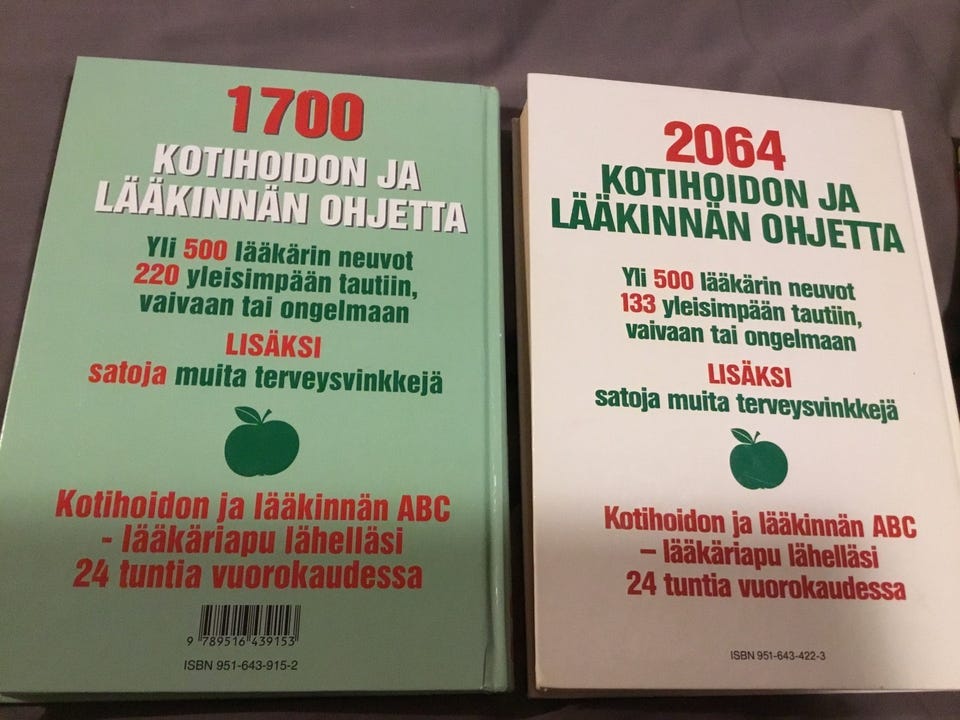 1700
KOTIHOIDON JA
LÄÄKINNÄN OHJETTA
Yli 500 lääkärin neuvot
220 yleisimpään tautiin,
vaivaan tai ongelmaan
LISÄKSI
satoja muita terveysvinkkejä
Kotihoidon ja lääkinnän ABC
- lääkäriapu lähelläsi
24 tuntia vuorokaudessa
9 789516 439153
ISBN 951-643-915-2
2064
KOTIHOIDON JA
LÄÄKINNÄN OHJETTA
Yli 500 lääkärin neuvot
133 yleisimpään tautiin,
vaivaan tai ongelmaan
LISÄKSI
satoja muita terveysvinkkejä
Kotihoidon ja lääkinnän ABC
– lääkäriapu lähelläsi
24 tuntia vuorokaudessa
ISBN 951-643-422-3